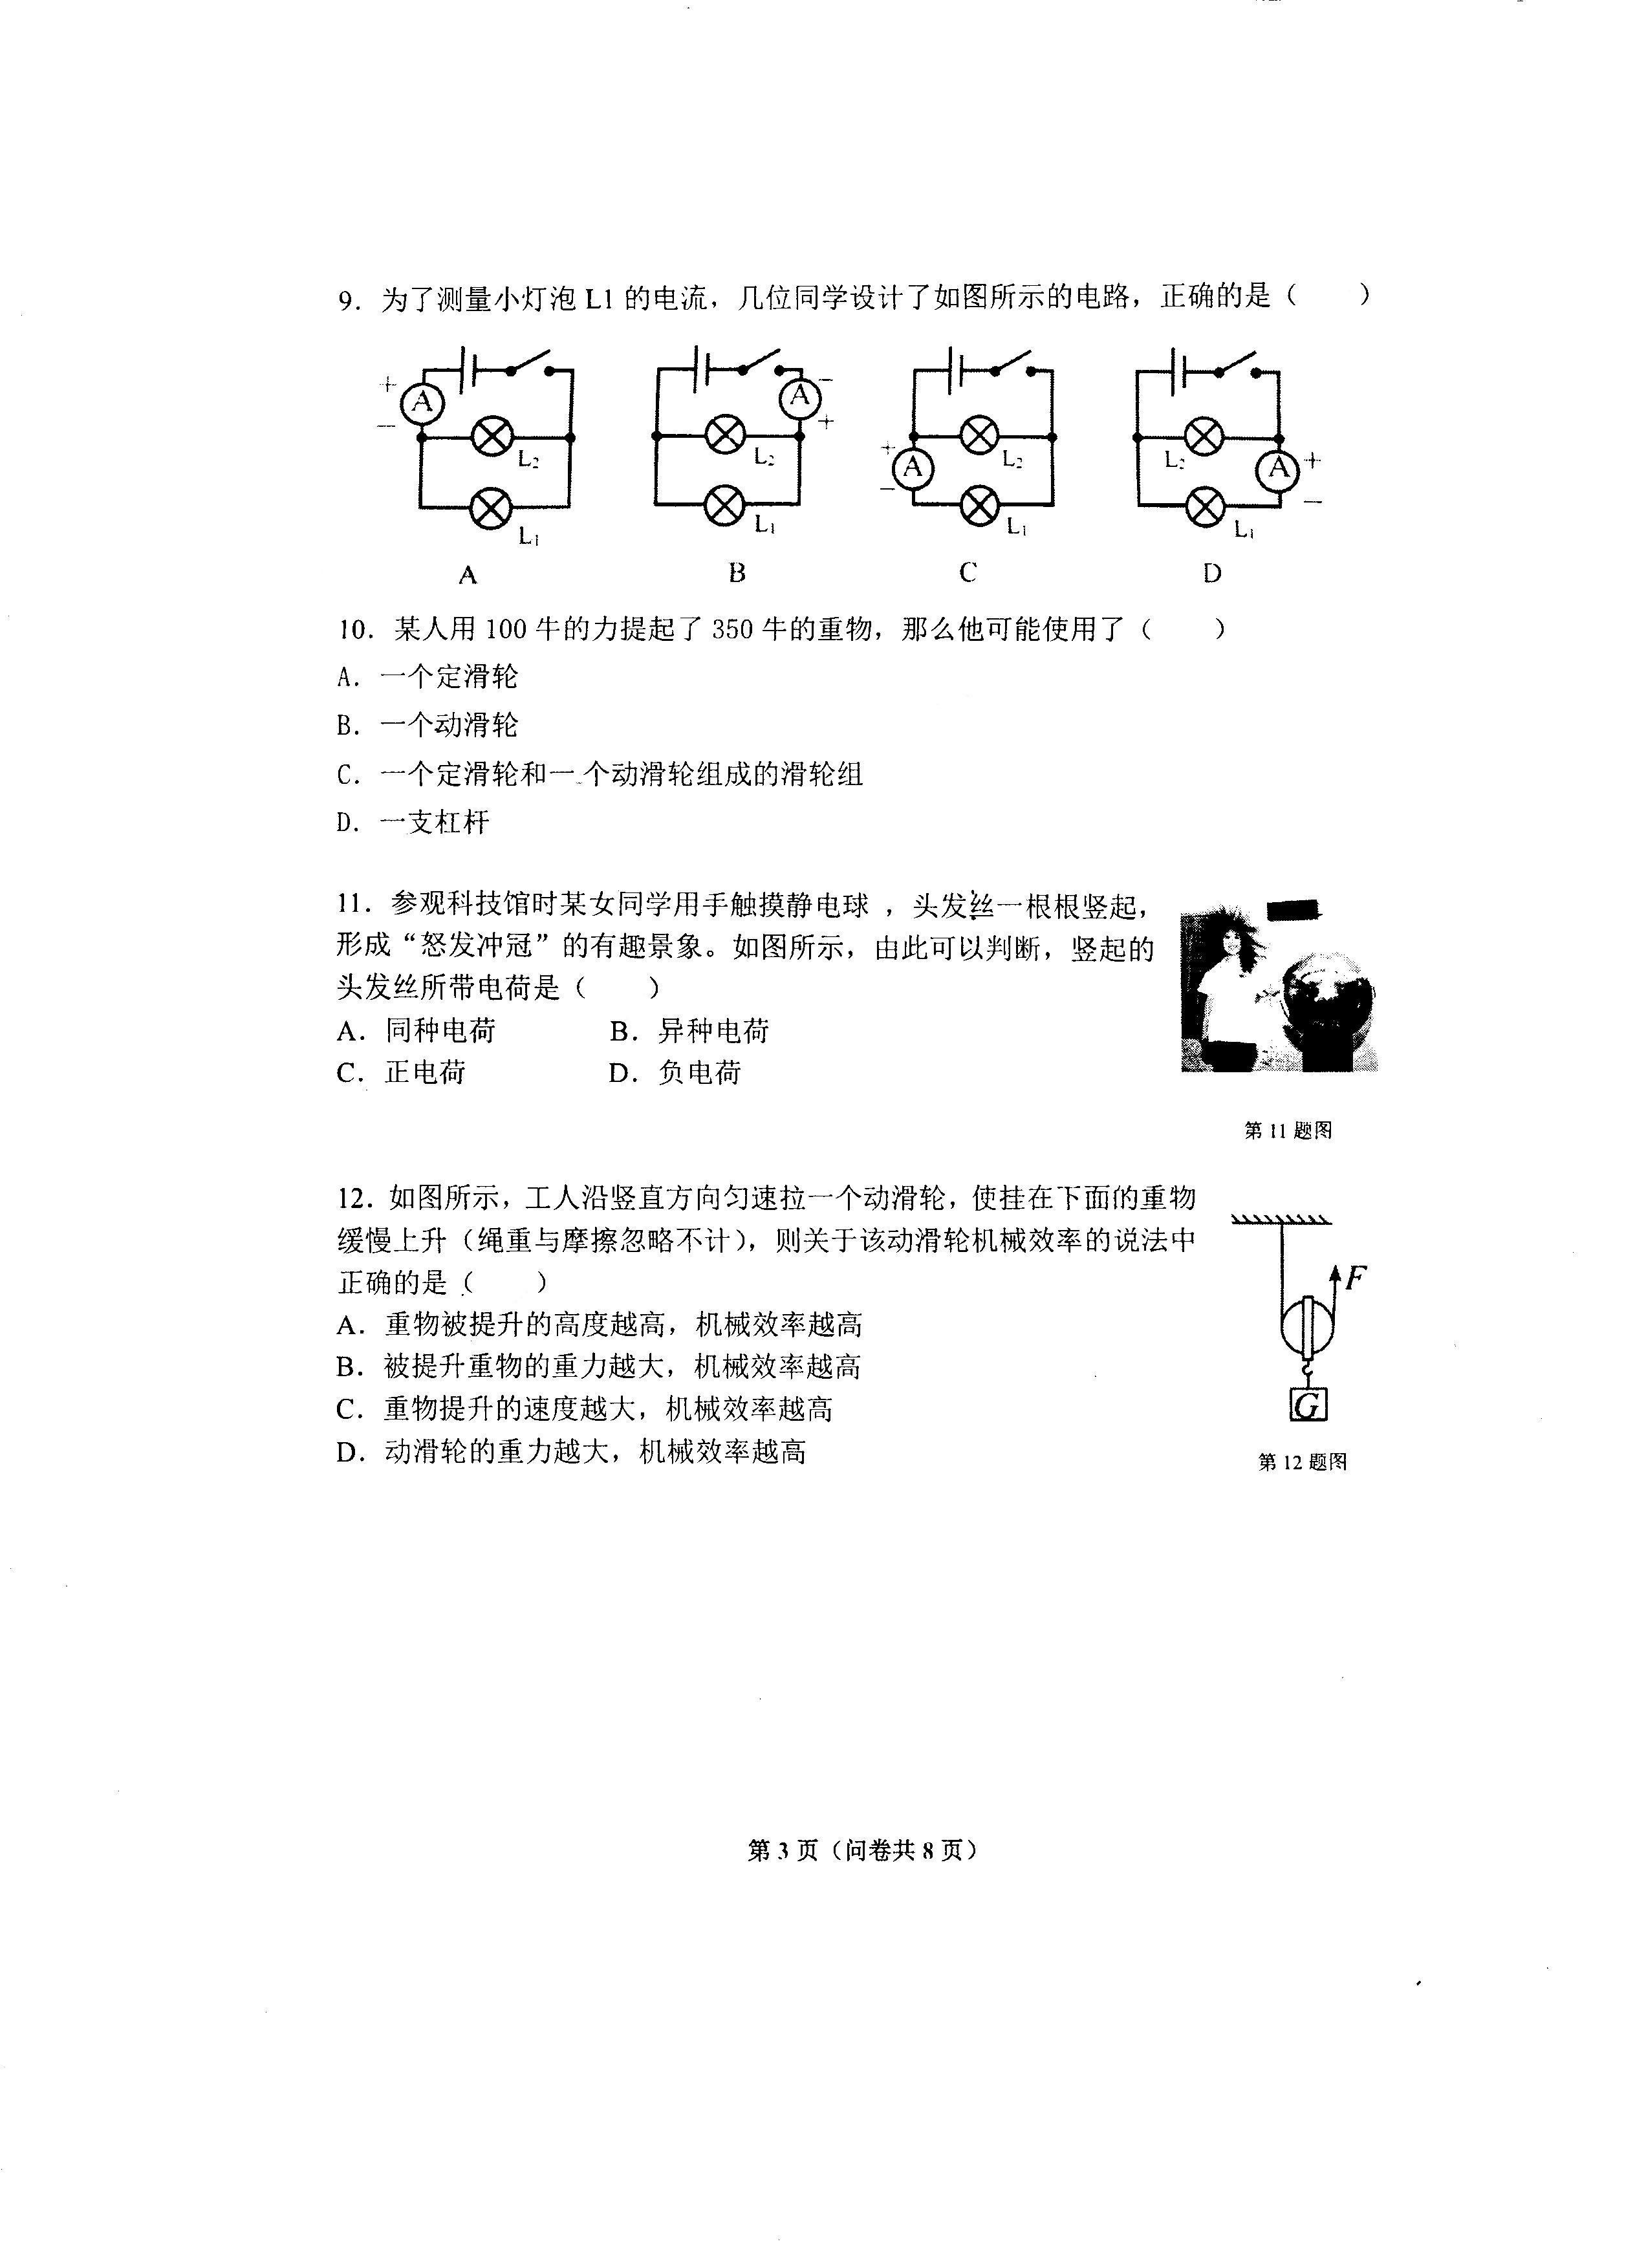 9．为了测量小灯泡 L1 的电流，几位同学设计了如图所示的电路，正确的是（　　）
+ A − L₂ L₁
A − + L₂ L₁
+ A − L₂ L₁
L₂ A + − L₁
A B C D
10．某人用 100 牛的力提起了 350 牛的重物，那么他可能使用了（　　）
A．一个定滑轮
B．一个动滑轮
C．一个定滑轮和一个动滑轮组成的滑轮组
D．一支杠杆
11．参观科技馆时某女同学用手触摸静电球 ，头发丝一根根竖起，
形成“怒发冲冠”的有趣景象。如图所示，由此可以判断，竖起的
头发丝所带电荷是（　　）
A．同种电荷 B．异种电荷
C．正电荷 D．负电荷
第 11 题图
12．如图所示，工人沿竖直方向匀速拉一个动滑轮，使挂在下面的重物
缓慢上升（绳重与摩擦忽略不计），则关于该动滑轮机械效率的说法中
正确的是（　　）
A．重物被提升的高度越高，机械效率越高
B．被提升重物的重力越大，机械效率越高
C．重物提升的速度越大，机械效率越高
D．动滑轮的重力越大，机械效率越高
F
G
第 12 题图
第 3 页（问卷共 8 页）